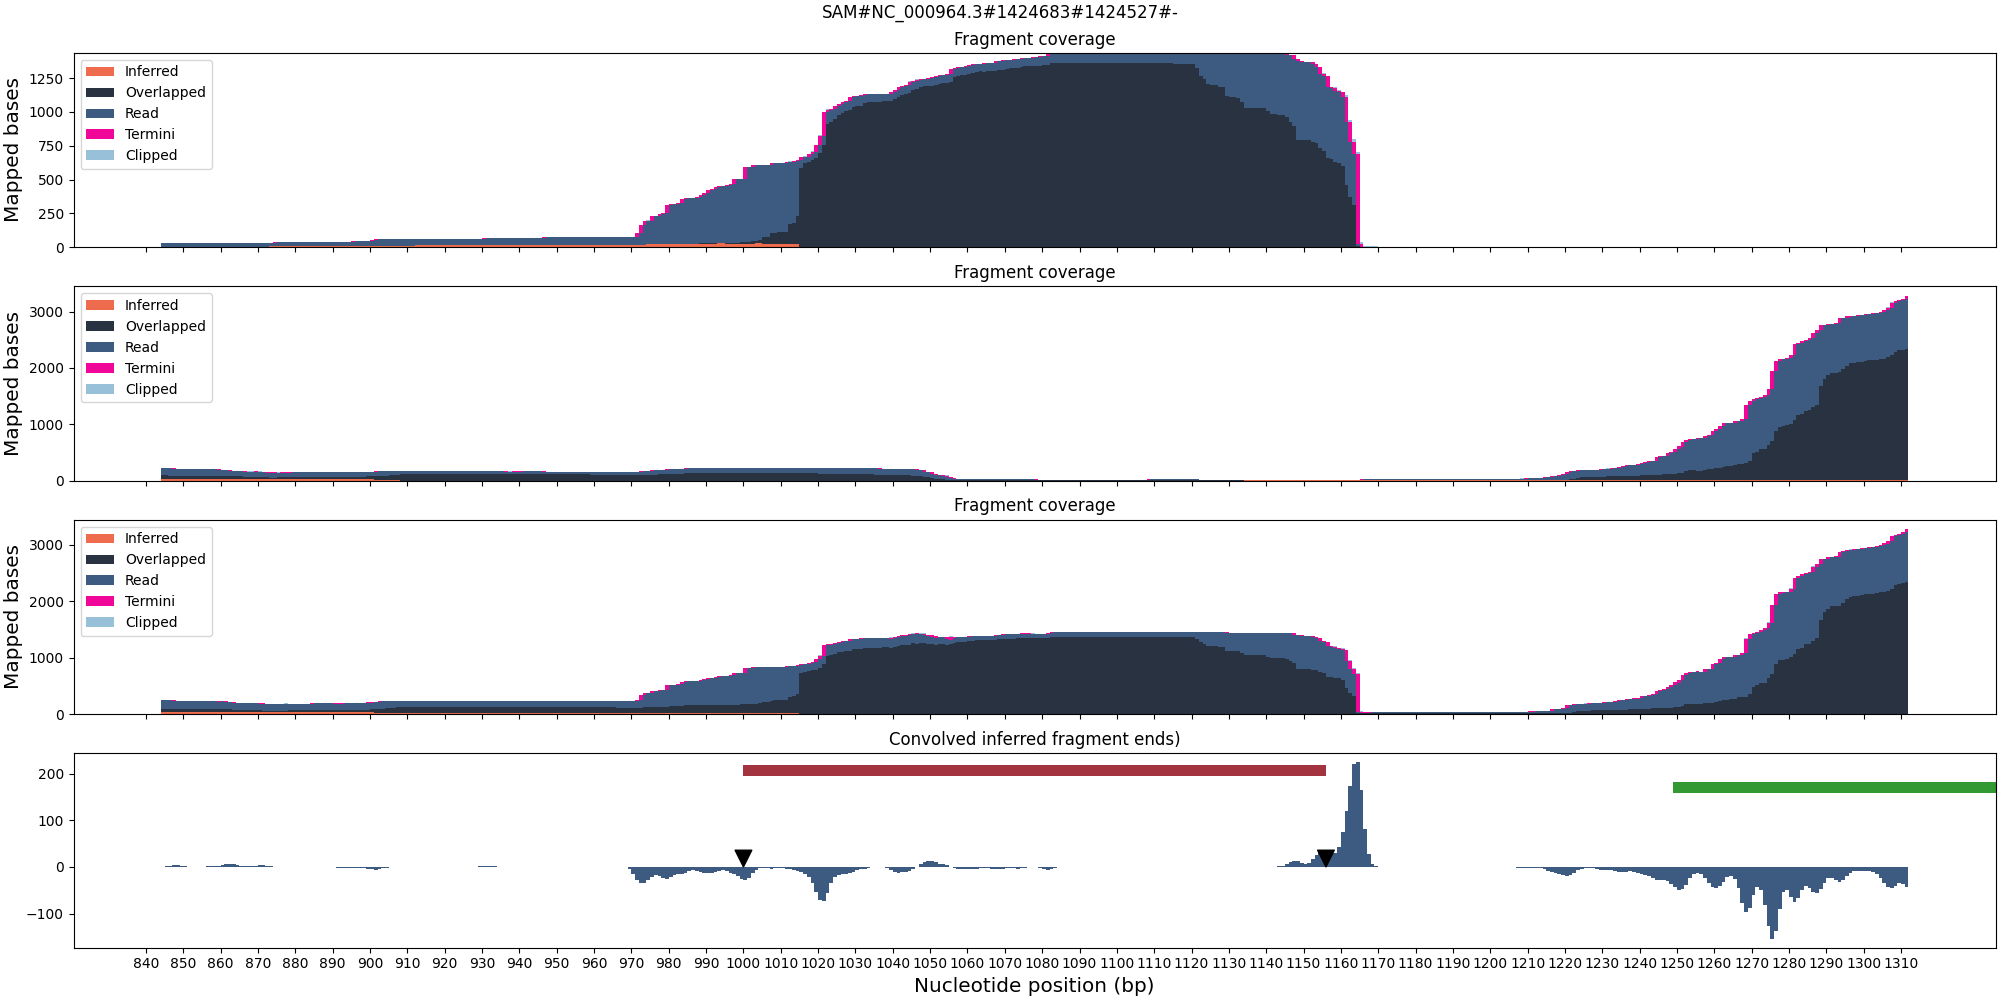 SAM#NC_000964.3#1424683#1424527#-
Fragment coverage
Mapped bases
1250
1000
750
500
250
0
Inferred
Overlapped
Read
Termini
Clipped
Fragment coverage
Mapped bases
3000
2000
1000
0
Inferred
Overlapped
Read
Termini
Clipped
Fragment coverage
Mapped bases
3000
2000
1000
0
Inferred
Overlapped
Read
Termini
Clipped
Convolved inferred fragment ends)
200
100
0
−100
840 850 860 870 880 890 900 910 920 930 940 950 960 970 980 990 1000 1010 1020 1030 1040 1050 1060 1070 1080 1090 1100 1110 1120 1130 1140 1150 1160 1170 1180 1190 1200 1210 1220 1230 1240 1250 1260 1270 1280 1290 1300 1310
Nucleotide position (bp)